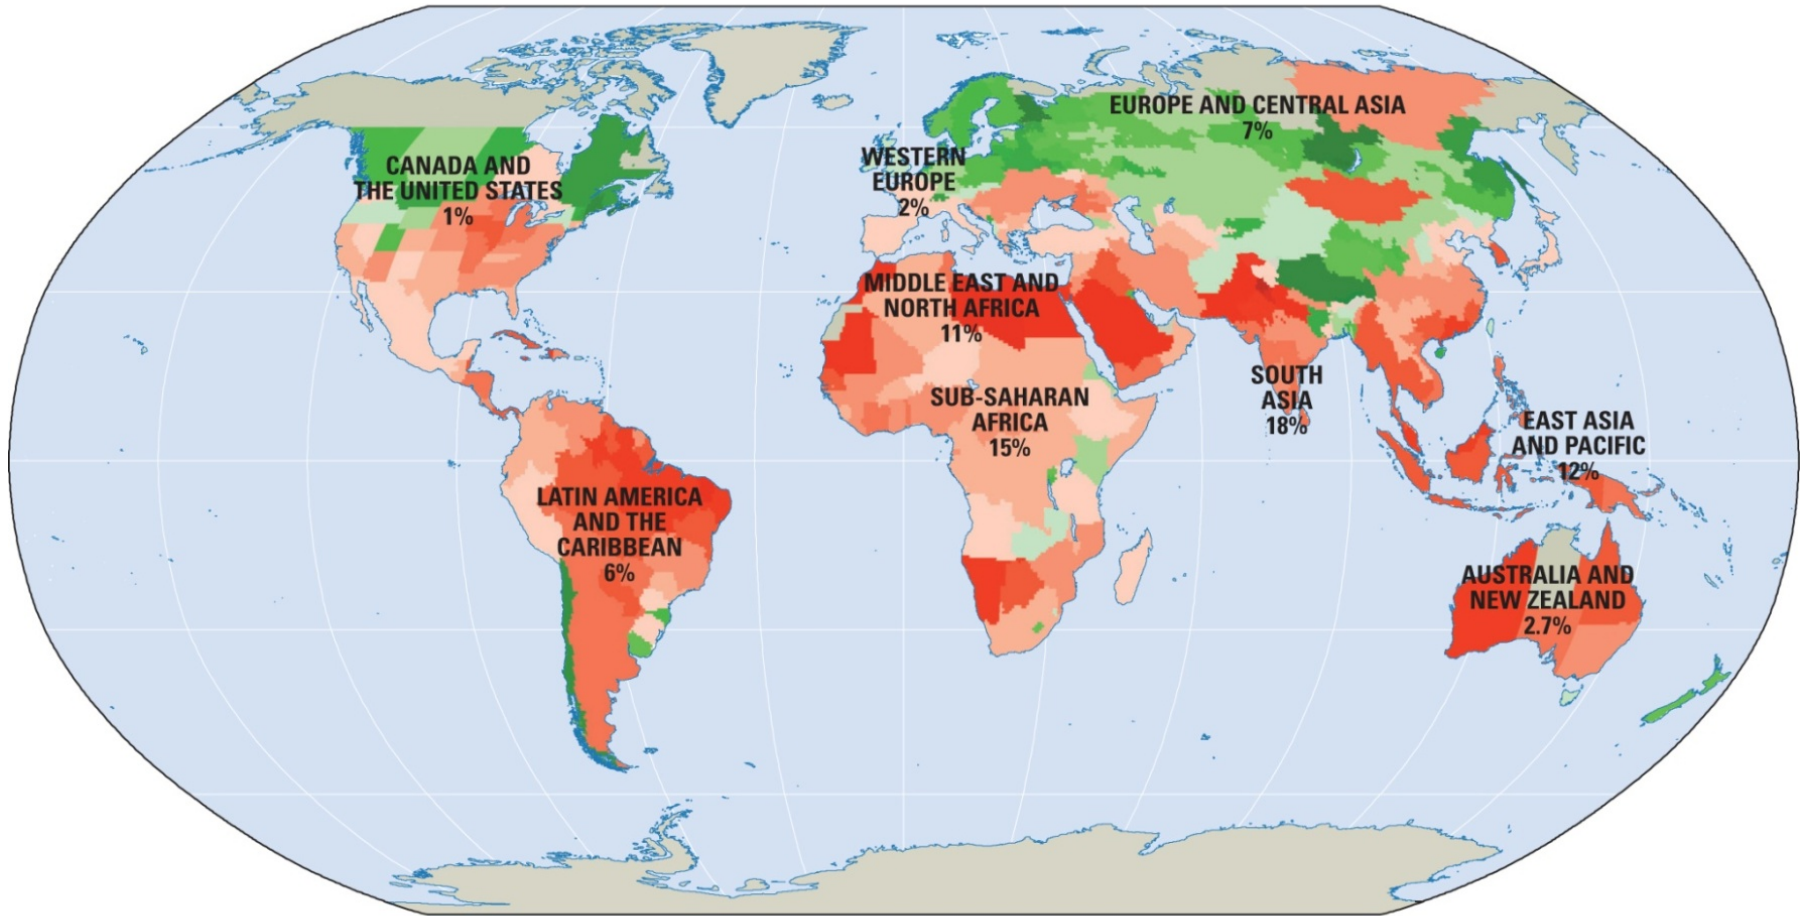 EUROPE AND CENTRAL ASIA
7%
CANADA AND
THE UNITED STATES
1%
WESTERN
EUROPE
2%
MIDDLE EAST AND
NORTH AFRICA
11%
SUB-SAHARAN
AFRICA
15%
SOUTH
ASIA
18%
EAST ASIA
AND PACIFIC
12%
LATIN AMERICA
AND THE
CARIBBEAN
6%
AUSTRALIA AND
NEW ZEALAND
2.7%